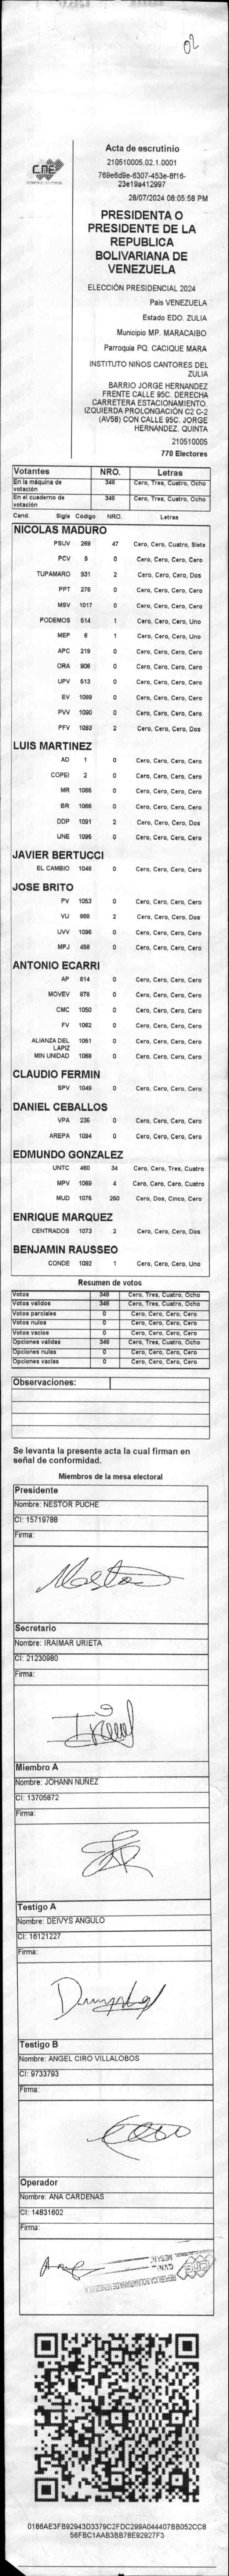 02
CNE
Acta de escrutinio
210510005.02.1.0001
28/07/2024 08:05:58 PM
PRESIDENTA O
PRESIDENTE DE LA
REPUBLICA
BOLIVARIANA DE
VENEZUELA
ELECCIÓN PRESIDENCIAL 2024
Pais VENEZUELA
Estado EDO. ZULIA
Municipio MP. MARACAIBO
Parroquia PQ. CACIQUE MARA
INSTITUTO NIÑOS CANTORES DEL
ZULIA
BARRIO JORGE HERNANDEZ
FRENTE CALLE 95C. DERECHA
CARRETERA ESTACIONAMIENTO.
IZQUIERDA PROLONGACIÓN C2 C-2
(AV58) CON CALLE 95C. JORGE
HERNANDEZ. QUINTA
210510005
770 Electores
Votantes NRO. Letras
En la máquina de votación 348 Cero, Tres, Cuatro, Ocho
En el cuaderno de votación 348 Cero, Tres, Cuatro, Ocho
Cand. Sigla Código NRO. Letras
NICOLAS MADURO
PSUV 269 47 Cero, Cero, Cuatro, Siete
PCV 9 0 Cero, Cero, Cero, Cero
TUPAMARO 931 2 Cero, Cero, Cero, Dos
PPT 276 0 Cero, Cero, Cero, Cero
MSV 1017 0 Cero, Cero, Cero, Cero
PODEMOS 514 1 Cero, Cero, Cero, Uno
MEP 6 1 Cero, Cero, Cero, Uno
APC 219 0 Cero, Cero, Cero, Cero
ORA 906 0 Cero, Cero, Cero, Cero
UPV 513 0 Cero, Cero, Cero, Cero
EV 1089 0 Cero, Cero, Cero, Cero
PVV 1090 0 Cero, Cero, Cero, Cero
PFV 1093 2 Cero, Cero, Cero, Dos
LUIS MARTINEZ
AD 1 0 Cero, Cero, Cero, Cero
COPEI 2 0 Cero, Cero, Cero, Cero
MR 0 Cero, Cero, Cero, Cero
BR 1066 0 Cero, Cero, Cero, Cero
DDP 1091 2 Cero, Cero, Cero, Dos
UNE 1095 0 Cero, Cero, Cero, Cero
JAVIER BERTUCCI
EL CAMBIO 1048 0 Cero, Cero, Cero, Cero
JOSE BRITO
PV 1053 0 Cero, Cero, Cero, Cero
VU 868 2 Cero, Cero, Cero, Dos
UVV 1096 0 Cero, Cero, Cero, Cero
MPJ 458 0 Cero, Cero, Cero, Cero
ANTONIO ECARRI
AP 814 0 Cero, Cero, Cero, Cero
MOVEV 878 0 Cero, Cero, Cero, Cero
CMC 1050 0 Cero, Cero, Cero, Cero
FV 1062 0 Cero, Cero, Cero, Cero
ALIANZA DEL LAPIZ 1051 0 Cero, Cero, Cero, Cero
MIN UNIDAD 1068 0 Cero, Cero, Cero, Cero
CLAUDIO FERMIN
SPV 1049 0 Cero, Cero, Cero, Cero
DANIEL CEBALLOS
VPA 236 0 Cero, Cero, Cero, Cero
AREPA 1094 0 Cero, Cero, Cero, Cero
EDMUNDO GONZALEZ
UNTC 460 34 Cero, Cero, Tres, Cuatro
MPV 1069 4 Cero, Cero, Cero, Cuatro
MUD 1075 250 Cero, Dos, Cinco, Cero
ENRIQUE MARQUEZ
CENTRADOS 1073 2 Cero, Cero, Cero, Dos
BENJAMIN RAUSSEO
CONDE 1092 1 Cero, Cero, Cero, Uno
Resumen de votos
Votos 348 Cero, Tres, Cuatro, Ocho
Votos validos 348 Cero, Tres, Cuatro, Ocho
Votos parciales 0 Cero, Cero, Cero, Cero
Votos nulos 0 Cero, Cero, Cero, Cero
Votos vacios 0 Cero, Cero, Cero, Cero
Opciones validas 348 Cero, Tres, Cuatro, Ocho
Opciones nulas 0 Cero, Cero, Cero, Cero
Opciones vacias 0 Cero, Cero, Cero, Cero
Observaciones:
Se levanta la presente acta la cual firman en
señal de conformidad.
Miembros de la mesa electoral
Presidente
Nombre: NESTOR PUCHE
CI: 15719788
Firma:
Secretario
Nombre: IRAIMAR URIETA
CI: 21230980
Firma:
Miembro A
Nombre: JOHANN NUÑEZ
CI: 13705872
Firma:
Testigo A
Nombre: DEIVYS ANGULO
CI: 16121227
Firma:
Testigo B
Nombre: ANGEL CIRO VILLALOBOS
CI: 9733793
Firma:
Operador
Nombre: ANA CARDENAS
CI: 14831602
Firma:
CNE
REPUBLICA BOLIVARIANA DE VENEZUELA